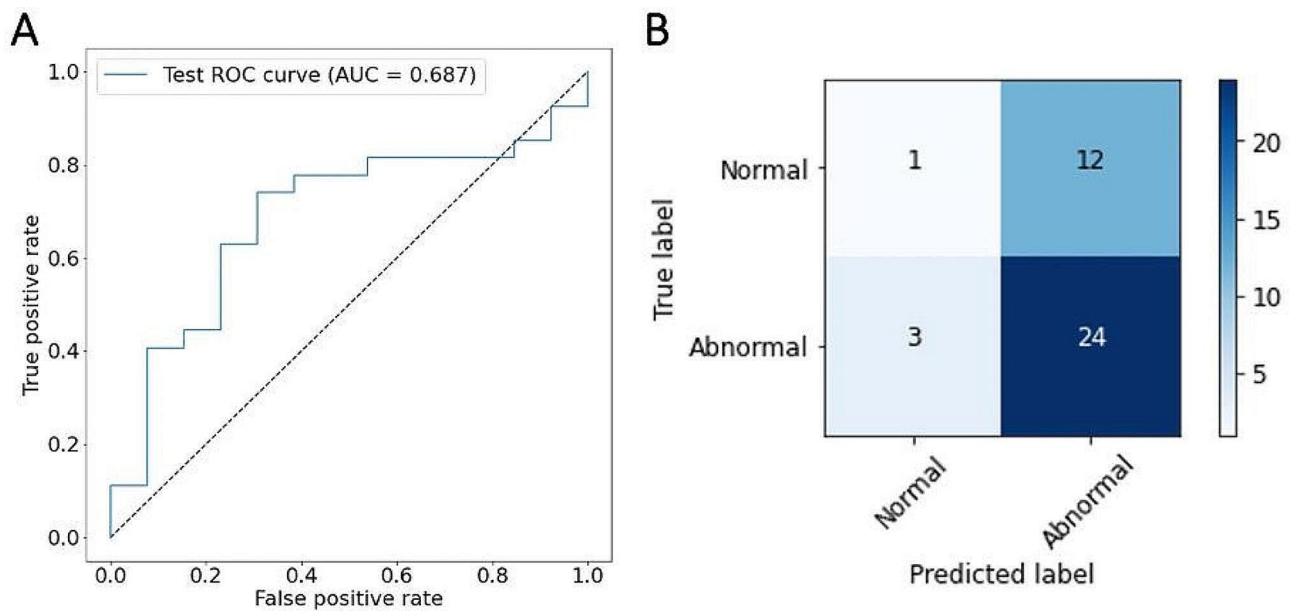 A
Test ROC curve (AUC = 0.687)
1.0
0.8
0.6
0.4
0.2
0.0
True positive rate
0.0 0.2 0.4 0.6 0.8 1.0
False positive rate
B
Normal
Abnormal
True label
1 12
3 24
Normal Abnormal
Predicted label
20
15
10
5